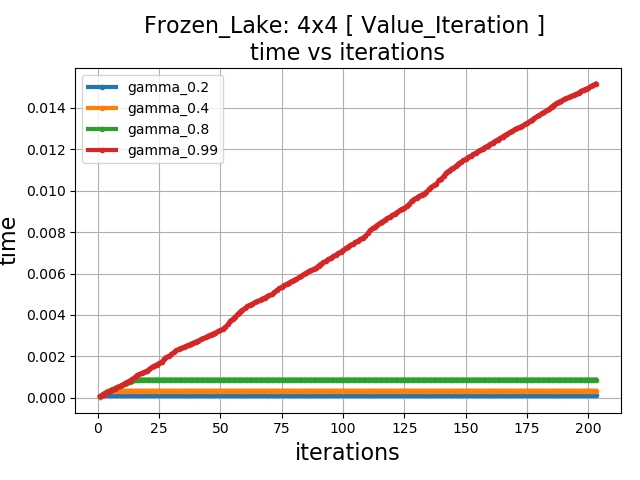 Frozen_Lake: 4x4 [ Value_Iteration ]
time vs iterations
gamma_0.2
gamma_0.4
gamma_0.8
gamma_0.99
time
0.014
0.012
0.010
0.008
0.006
0.004
0.002
0.000
0 25 50 75 100 125 150 175 200
iterations